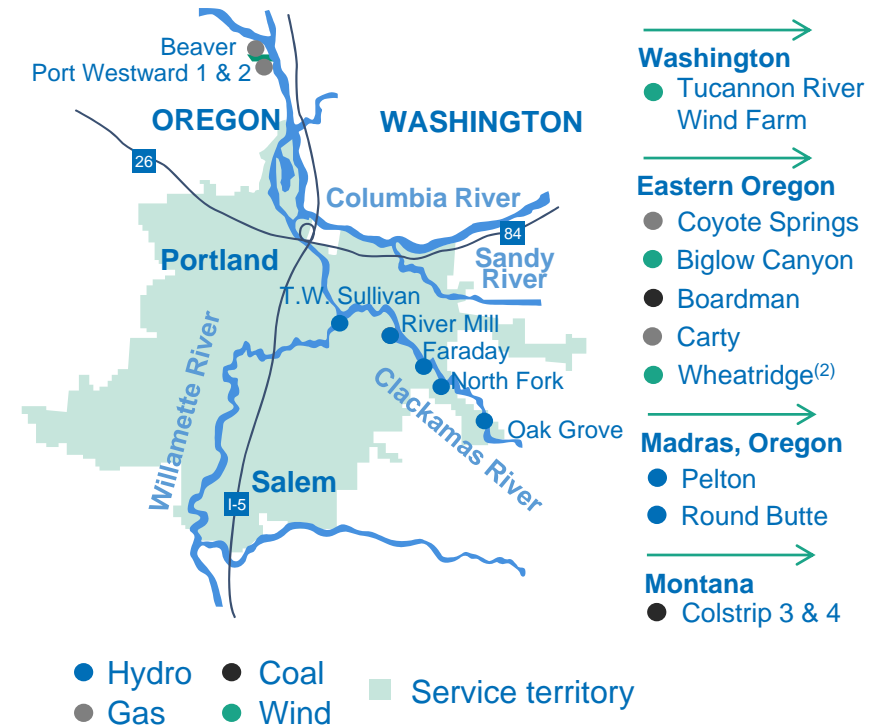 Beaver
Port Westward 1 & 2
OREGON
WASHINGTON
26
Columbia River
84
Portland
Sandy
River
T.W. Sullivan
River Mill
Faraday
North Fork
Oak Grove
Willamette River
Clackamas River
Salem
I-5
Washington
Tucannon River
Wind Farm
Eastern Oregon
Coyote Springs
Biglow Canyon
Boardman
Carty
Wheatridge(2)
Madras, Oregon
Pelton
Round Butte
Montana
Colstrip 3 & 4
Hydro
Coal
Service territory
Gas
Wind